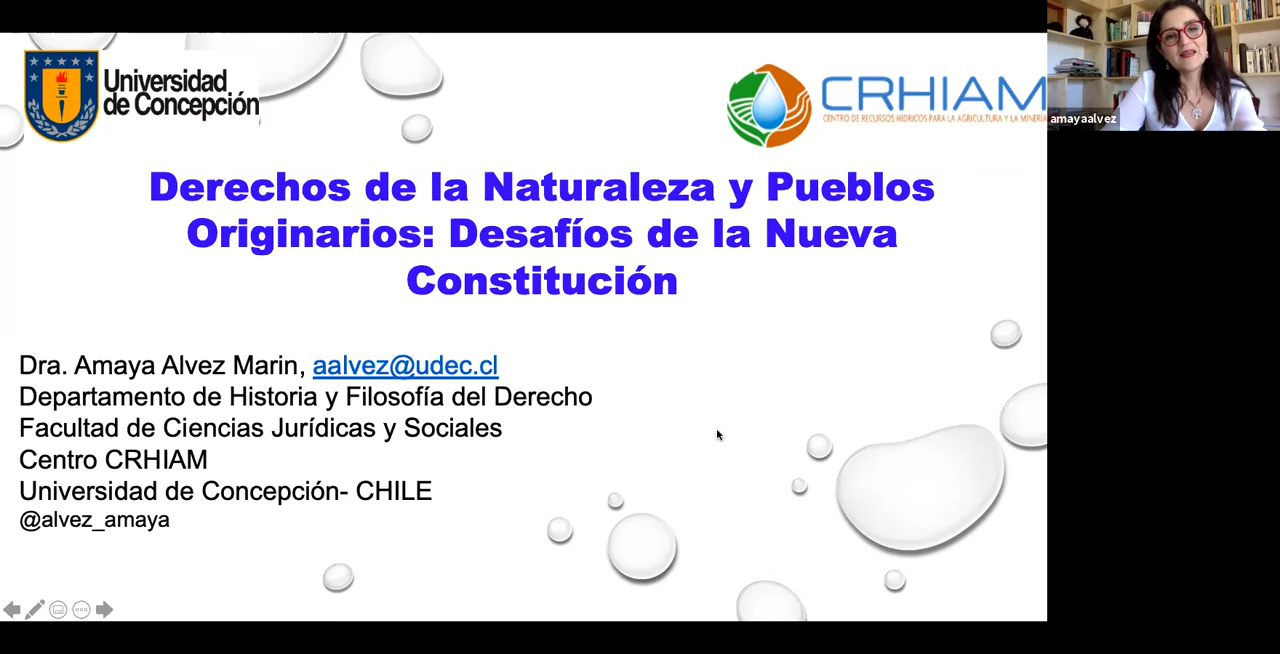 Universidad
de Concepción
CRHIAM
CENTRO DE RECURSOS HÍDRICOS PARA LA AGRICULTURA Y LA MINERÍA
amayaalvez
Derechos de la Naturaleza y Pueblos
Originarios: Desafíos de la Nueva
Constitución
Dra. Amaya Alvez Marin, aalvez@udec.cl
Departamento de Historia y Filosofía del Derecho
Facultad de Ciencias Jurídicas y Sociales
Centro CRHIAM
Universidad de Concepción- CHILE
@alvez_amaya